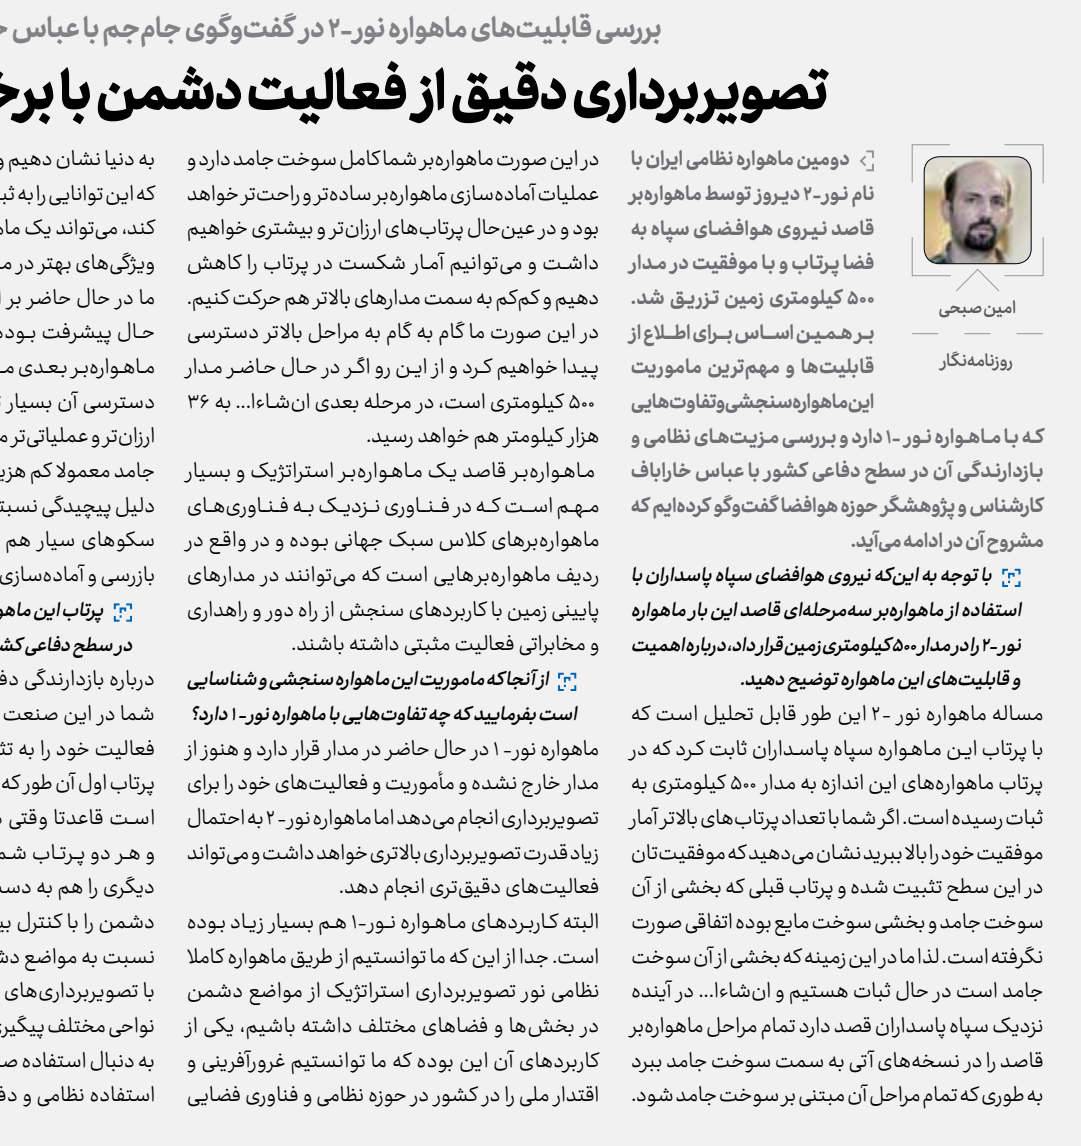 بررسی قابلیت‌های ماهواره نور-۲ در گفت‌وگوی جام‌جم با عباس
تصویربرداری دقیق از فعالیت دشمن با
امین صبحی
روزنامه‌نگار
دومین ماهواره نظامی ایران با
نام نور-۲ دیروز توسط ماهواره‌بر
قاصد نیروی هوافضای سپاه به
فضا پرتاب و با موفقیت در مدار
۵۰۰ کیلومتری زمین تزریق شد.
بر همین اساس برای اطلاع از
قابلیت‌ها و مهم‌ترین ماموریت
این ماهواره سنجشی و تفاوت‌هایی
که با ماهواره نور -۱ دارد و بررسی مزیت‌های نظامی و
بازدارندگی آن در سطح دفاعی کشور با عباس خاراباف
کارشناس و پژوهشگر حوزه هوافضا گفت‌وگو کرده‌ایم که
مشروح آن در ادامه می‌آید.
با توجه به این‌که نیروی هوافضای سپاه پاسداران با
استفاده از ماهواره‌بر سه‌مرحله‌ای قاصد این بار ماهواره
نور-۲ را در مدار ۵۰۰ کیلومتری زمین قرار داد، درباره اهمیت
و قابلیت‌های این ماهواره توضیح دهید.
مساله ماهواره نور -۲ این طور قابل تحلیل است که
با پرتاب این ماهواره سپاه پاسداران ثابت کرد که در
پرتاب ماهواره‌های این اندازه به مدار ۵۰۰ کیلومتری به
ثبات رسیده است. اگر شما با تعداد پرتاب‌های بالاتر آمار
موفقیت خود را بالا ببرید نشان می‌دهید که موفقیت‌تان
در این سطح تثبیت شده و پرتاب قبلی که بخشی از آن
سوخت جامد و بخشی سوخت مایع بوده اتفاقی صورت
نگرفته است. لذا ما در این زمینه که بخشی از آن سوخت
جامد است در حال ثبات هستیم و ان‌شاءا... در آینده
نزدیک سپاه پاسداران قصد دارد تمام مراحل ماهواره‌بر
قاصد را در نسخه‌های آتی به سمت سوخت جامد ببرد
به طوری که تمام مراحل آن مبتنی بر سوخت جامد شود.
در این صورت ماهواره‌بر شما کامل سوخت جامد دارد و
عملیات آماده‌سازی ماهواره‌بر ساده‌تر و راحت‌تر خواهد
بود و در عین‌حال پرتاب‌های ارزان‌تر و بیشتری خواهیم
داشت و می‌توانیم آمار شکست در پرتاب را کاهش
دهیم و کم‌کم به سمت مدارهای بالاتر هم حرکت کنیم.
در این صورت ما گام به گام به مراحل بالاتر دسترسی
پیدا خواهیم کرد و از این رو اگر در حال حاضر مدار
۵۰۰ کیلومتری است، در مرحله بعدی ان‌شاءا... به ۳۶
هزار کیلومتر هم خواهد رسید.
ماهواره‌بر قاصد یک ماهواره‌بر استراتژیک و بسیار
مهم است که در فناوری نزدیک به فناوری‌های
ماهواره‌برهای کلاس سبک جهانی بوده و در واقع در
ردیف ماهواره‌برهایی است که می‌توانند در مدارهای
پایینی زمین با کاربردهای سنجش از راه دور و راهداری
و مخابراتی فعالیت مثبتی داشته باشند.
از آنجا که ماموریت این ماهواره سنجشی و شناسایی
است بفرمایید که چه تفاوت‌هایی با ماهواره نور-۱ دارد؟
ماهواره نور-۱ در حال حاضر در مدار قرار دارد و هنوز از
مدار خارج نشده و مأموریت و فعالیت‌های خود را برای
تصویربرداری انجام می‌دهد اما ماهواره نور-۲ به احتمال
زیاد قدرت تصویربرداری بالاتری خواهد داشت و می‌تواند
فعالیت‌های دقیق‌تری انجام دهد.
البته کاربردهای ماهواره نور-۱ هم بسیار زیاد بوده
است. جدا از این که ما توانستیم از طریق ماهواره کاملا
نظامی نور تصویربرداری استراتژیک از مواضع دشمن
در بخش‌ها و فضاهای مختلف داشته باشیم، یکی از
کاربردهای آن این بوده که ما توانستیم غرورآفرینی و
اقتدار ملی را در کشور در حوزه نظامی و فناوری فضایی
به دنیا نشان دهیم و
که این توانایی را به
کند، می‌تواند یک
ویژگی‌های بهتر در
ما در حال حاضر بر
حال پیشرفت
ماهواره‌بر بعدی
دسترسی آن بسیار
ارزان‌تر و عملیاتی‌تر
جامد معمولا کم
دلیل پیچیدگی
سکوهای سیار هم
بازرسی و آماده‌سازی
پرتاب این
در سطح دفاعی
درباره بازدارندگی
شما در این صنعت
فعالیت خود را به
پرتاب اول آن طور که
است قاعدتا وقتی
و هر دو پرتاب
دیگری را هم به
دشمن را با کنترل
نسبت به مواضع
با تصویربرداری‌های
نواحی مختلف
به دنبال استفاده
استفاده نظامی و